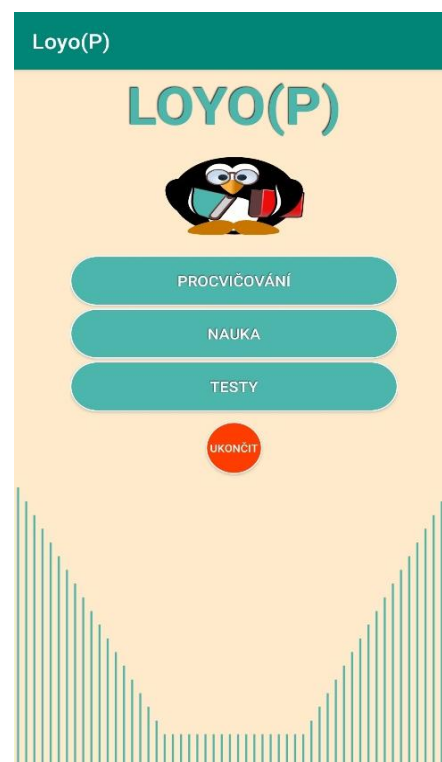 Loyo(P)
LOYO(P)
PROCVIČOVÁNÍ
NAUKA
TESTY
UKONČIT